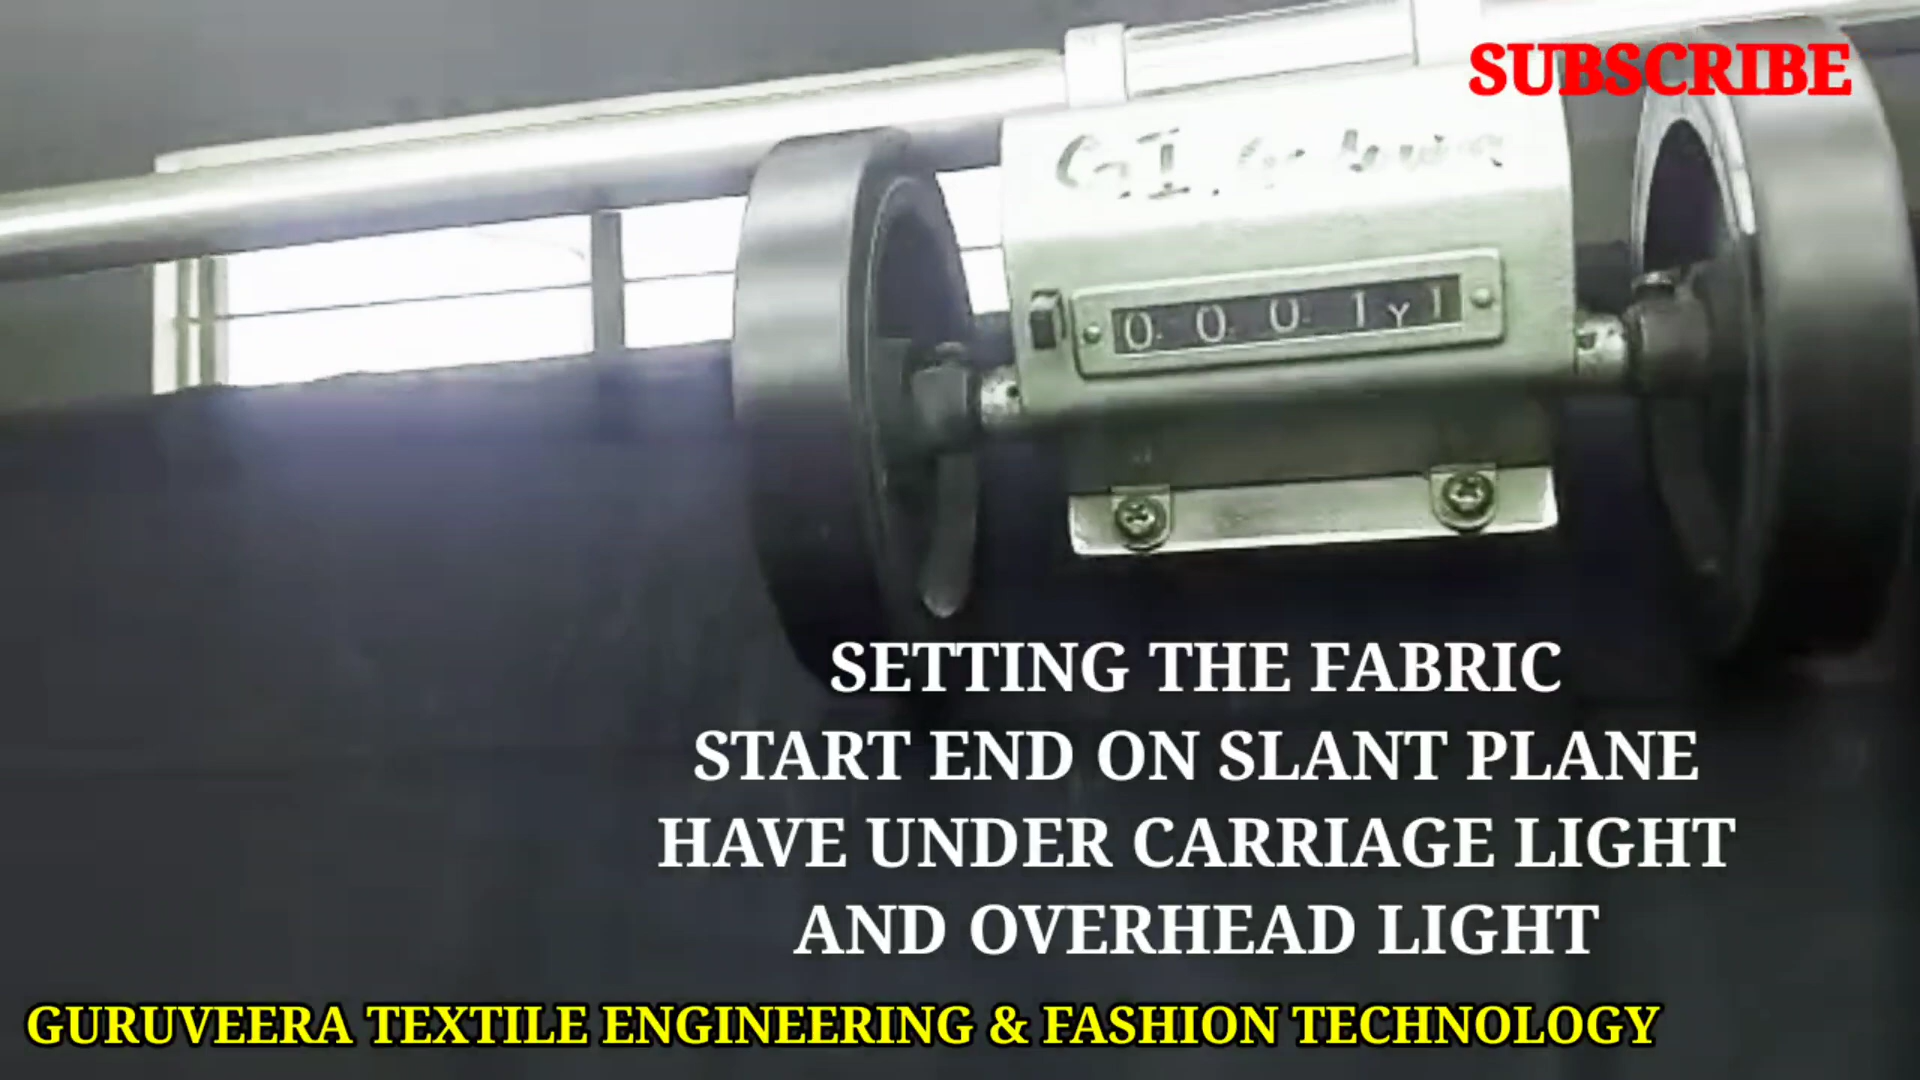 SUBSCRIBE
G.I.
0 0 0 1 Y 1
SETTING THE FABRIC
START END ON SLANT PLANE
HAVE UNDER CARRIAGE LIGHT
AND OVERHEAD LIGHT
GURUVEERA TEXTILE ENGINEERING & FASHION TECHNOLOGY